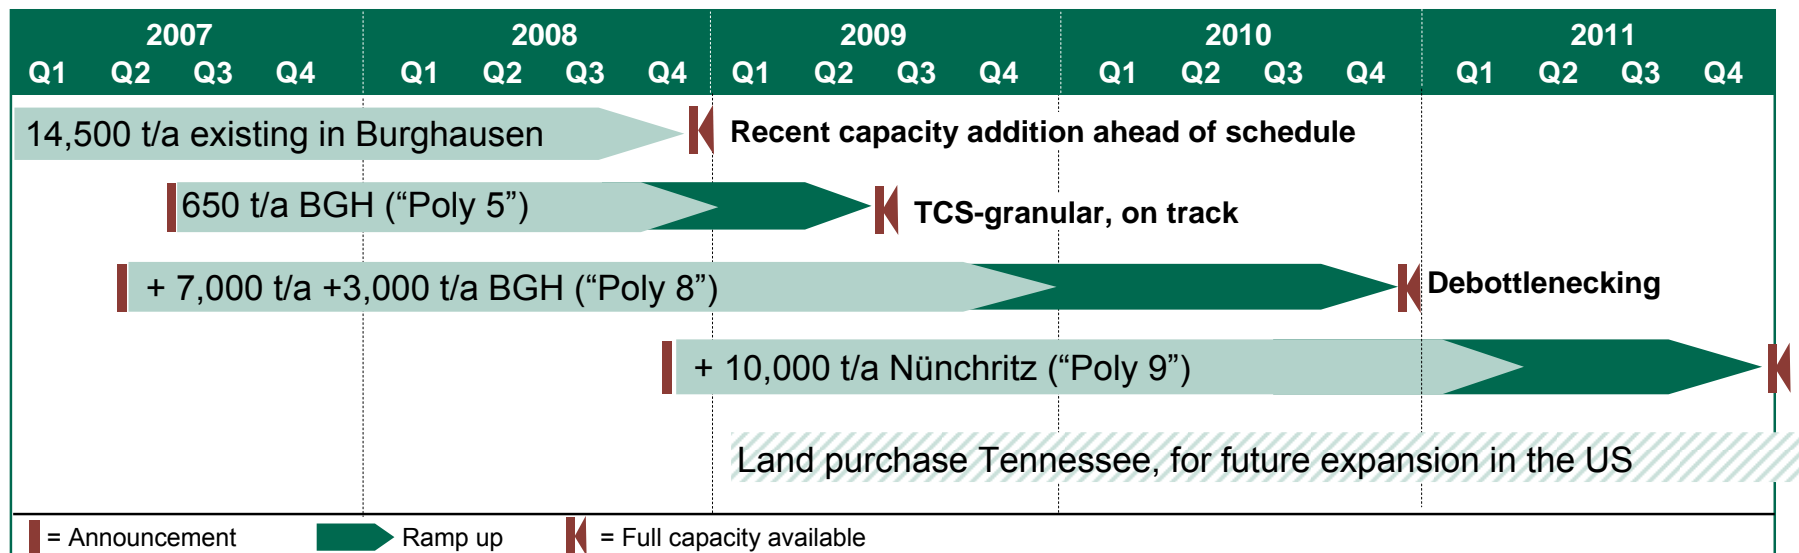 2007 2008 2009 2010 2011
Q1 Q2 Q3 Q4 Q1 Q2 Q3 Q4 Q1 Q2 Q3 Q4 Q1 Q2 Q3 Q4 Q1 Q2 Q3 Q4
14,500 t/a existing in Burghausen Recent capacity addition ahead of schedule
650 t/a BGH (“Poly 5”) TCS-granular, on track
+ 7,000 t/a +3,000 t/a BGH (“Poly 8”) Debottlenecking
+ 10,000 t/a Nünchritz (“Poly 9”)
Land purchase Tennessee, for future expansion in the US
= Announcement Ramp up = Full capacity available